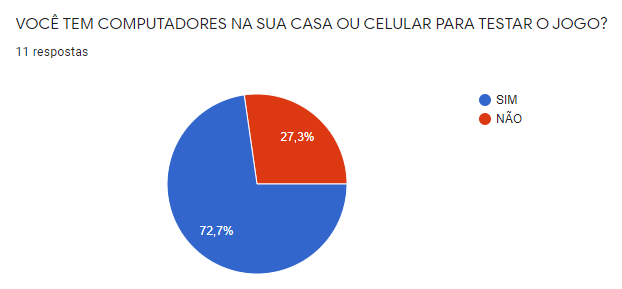 VOCÊ TEM COMPUTADORES NA SUA CASA OU CELULAR PARA TESTAR O JOGO?
11 respostas
SIM
NÃO
27,3%
72,7%